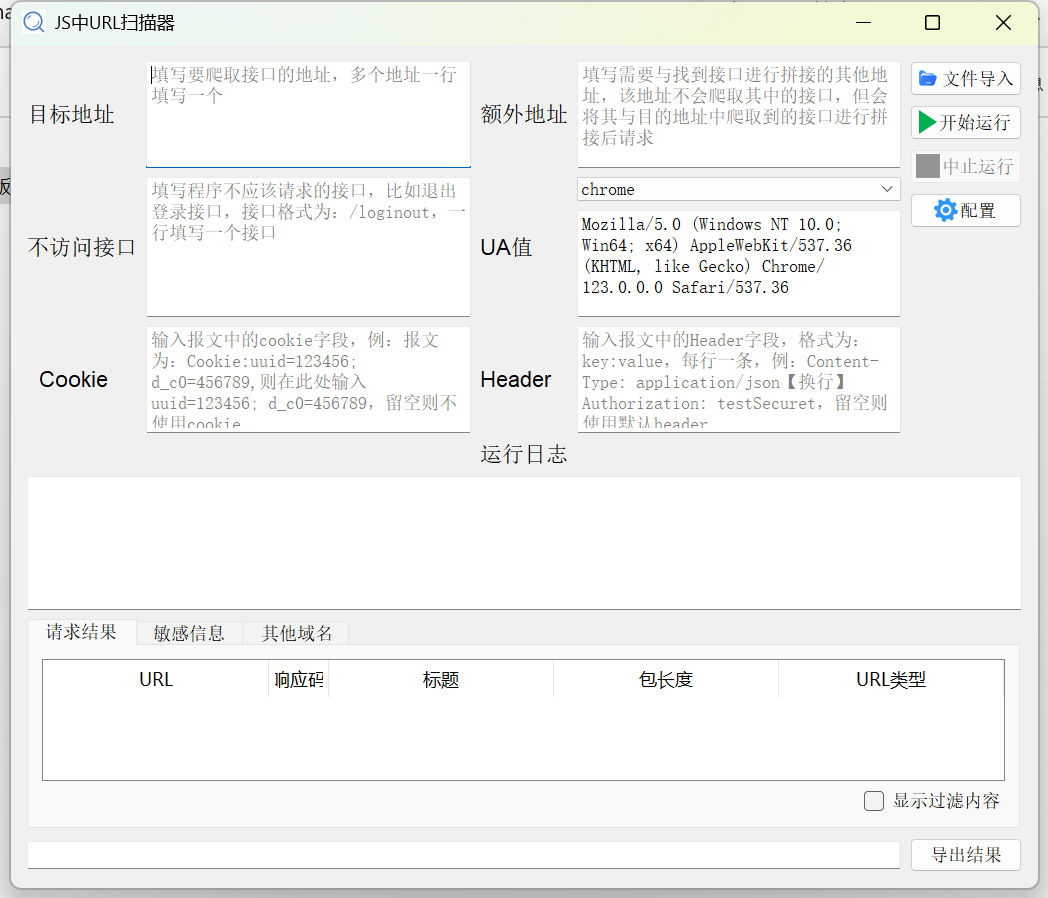 JS中URL扫描器
目标地址
填写要爬取接口的地址，多个地址一行
填写一个
额外地址
填写需要与找到接口进行拼接的其他地
址，该地址不会爬取其中的接口，但会
将其与目的地址中爬取到的接口进行拼
接后请求
文件导入
开始运行
中止运行
配置
不访问接口
填写程序不应该请求的接口，比如退出
登录接口，接口格式为：/loginout，一
行填写一个接口
chrome
UA值
Mozilla/5.0 (Windows NT 10.0;
Win64; x64) AppleWebKit/537.36
(KHTML, like Gecko) Chrome/
123.0.0.0 Safari/537.36
Cookie
输入报文中的cookie字段，例：报文
为：Cookie:uuid=123456;
d_c0=456789,则在此处输入
uuid=123456; d_c0=456789，留空则不
使用cookie
Header
输入报文中的Header字段，格式为：
key:value，每行一条，例：Content-
Type: application/json【换行】
Authorization: testSecuret，留空则
使用默认header
运行日志
请求结果
敏感信息
其他域名
URL
响应码
标题
包长度
URL类型
显示过滤内容
导出结果